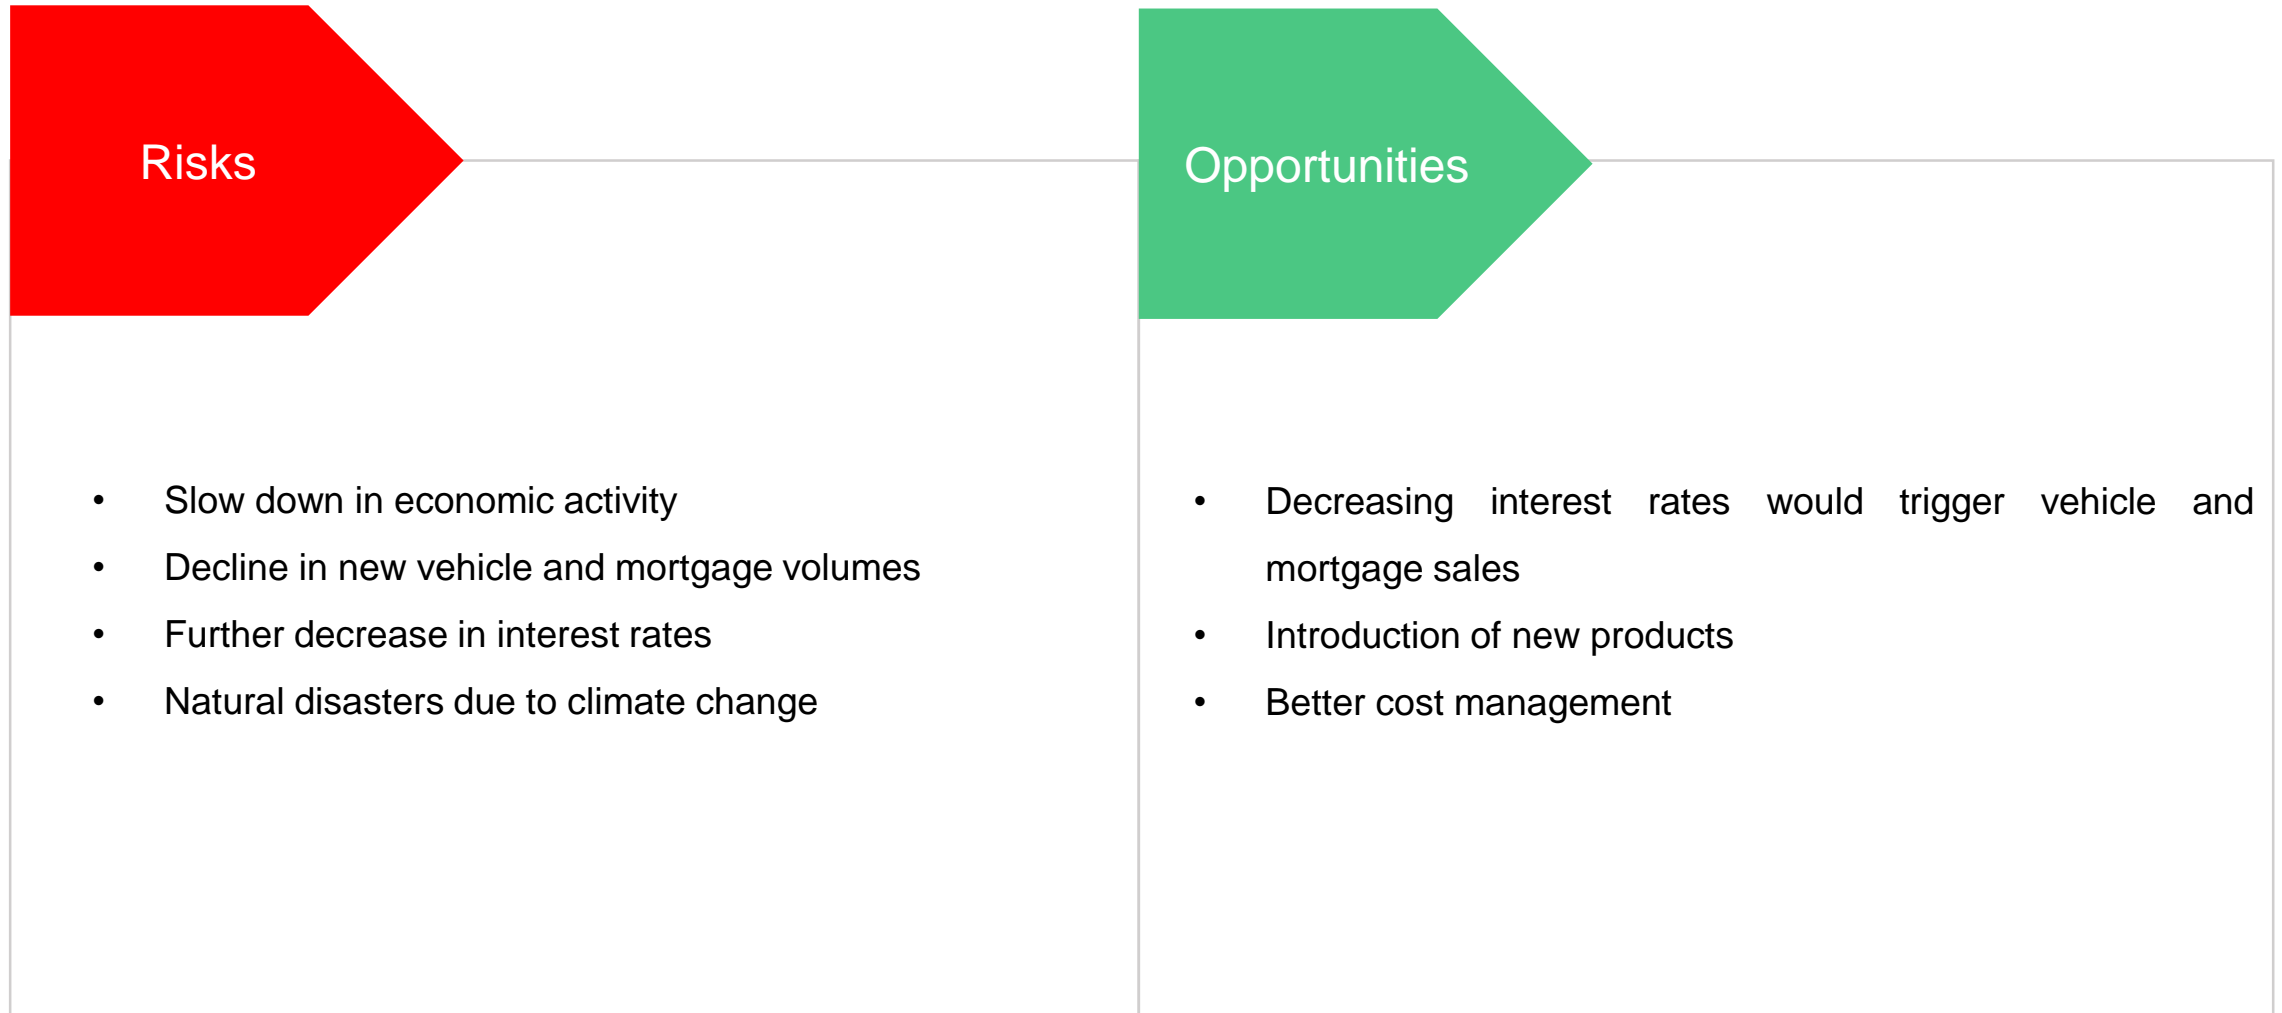 Risks
• Slow down in economic activity
• Decline in new vehicle and mortgage volumes
• Further decrease in interest rates
• Natural disasters due to climate change
Opportunities
• Decreasing interest rates would trigger vehicle and
mortgage sales
• Introduction of new products
• Better cost management